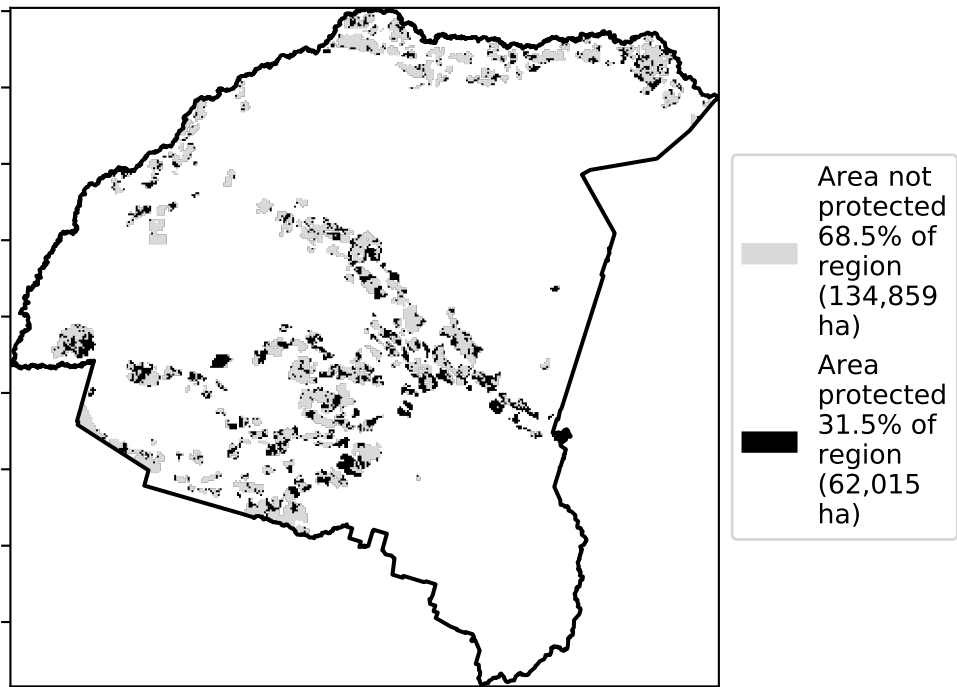 Area not
protected
68.5% of
region
(134,859
ha)
Area
protected
31.5% of
region
(62,015
ha)